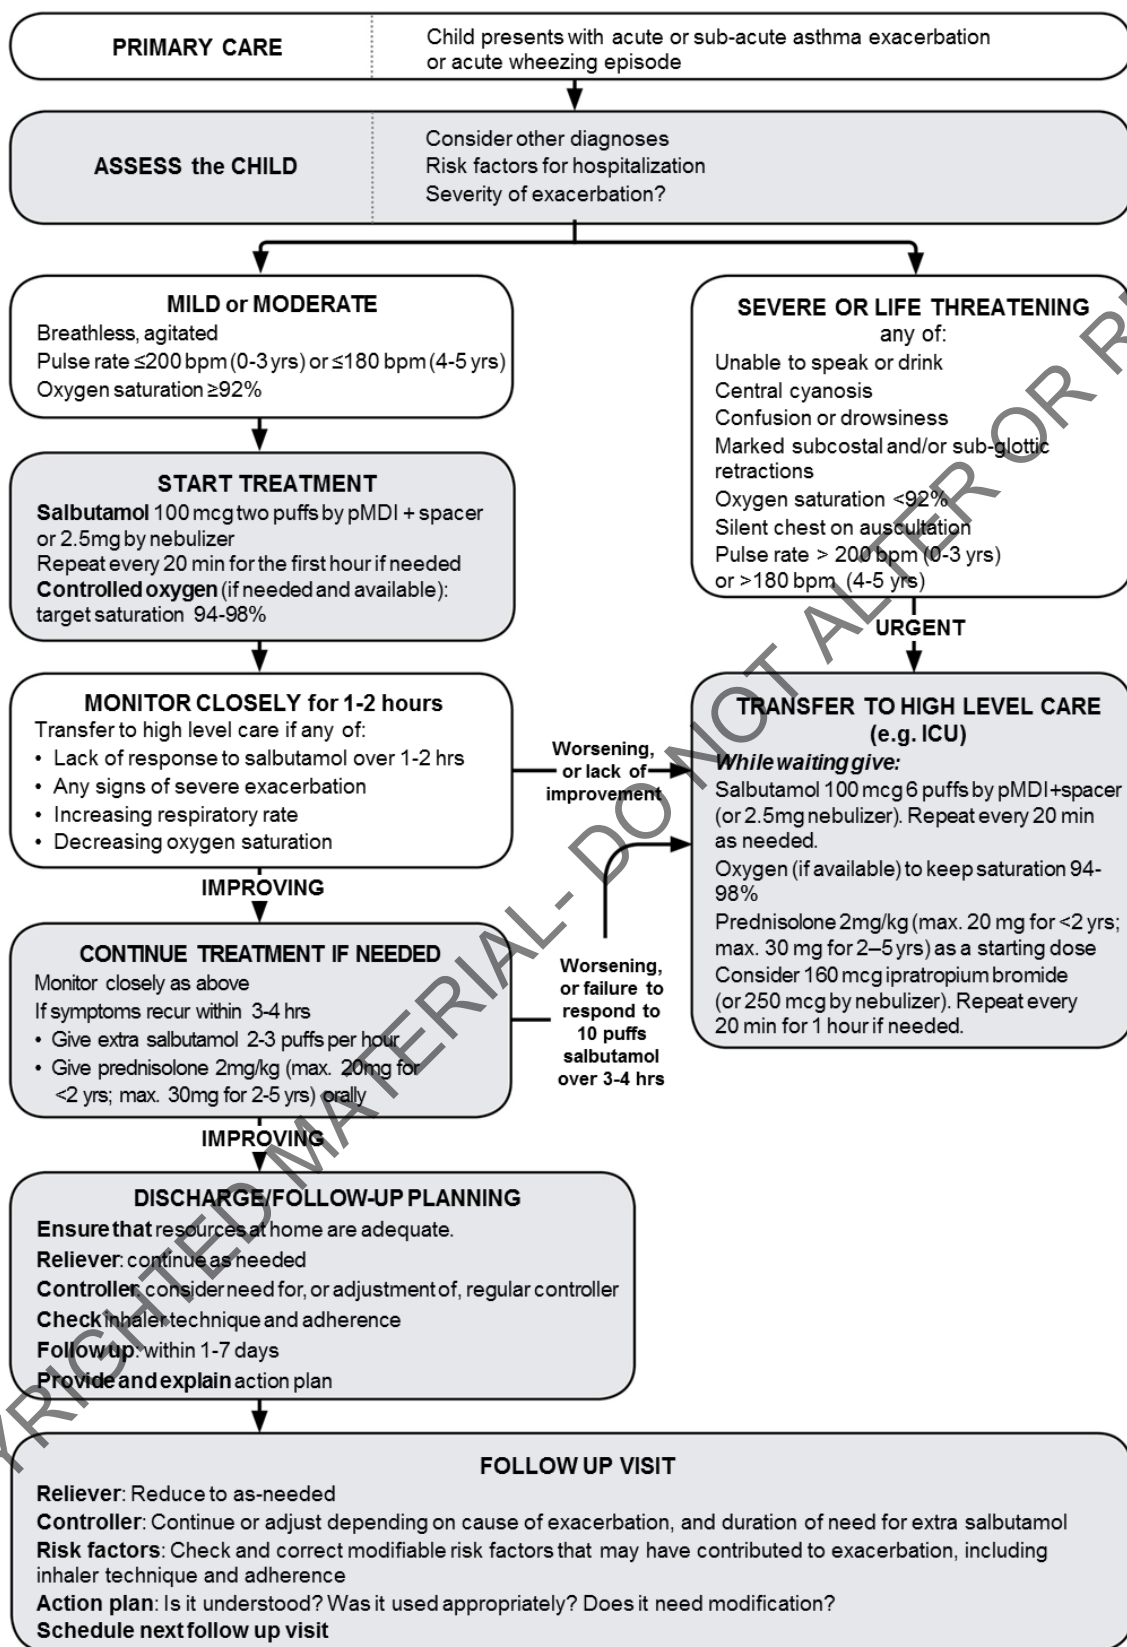 PRIMARY CARE
Child presents with acute or sub-acute asthma exacerbation
or acute wheezing episode
ASSESS the CHILD
Consider other diagnoses
Risk factors for hospitalization
Severity of exacerbation?
MILD or MODERATE
Breathless, agitated
Pulse rate ≤200 bpm (0-3 yrs) or ≤180 bpm (4-5 yrs)
Oxygen saturation ≥92%
SEVERE OR LIFE THREATENING
any of:
Unable to speak or drink
Central cyanosis
Confusion or drowsiness
Marked subcostal and/or sub-glottic
retractions
Oxygen saturation <92%
Silent chest on auscultation
Pulse rate > 200 bpm (0-3 yrs)
or >180 bpm (4-5 yrs)
START TREATMENT
Salbutamol 100 mcg two puffs by pMDI + spacer
or 2.5mg by nebulizer
Repeat every 20 min for the first hour if needed
Controlled oxygen (if needed and available):
target saturation 94-98%
URGENT
MONITOR CLOSELY for 1-2 hours
Transfer to high level care if any of:
• Lack of response to salbutamol over 1-2 hrs
• Any signs of severe exacerbation
• Increasing respiratory rate
• Decreasing oxygen saturation
Worsening,
or lack of
improvement
TRANSFER TO HIGH LEVEL CARE
(e.g. ICU)
While waiting give:
Salbutamol 100 mcg 6 puffs by pMDI+spacer
(or 2.5mg nebulizer). Repeat every 20 min
as needed.
Oxygen (if available) to keep saturation 94-
98%
Prednisolone 2mg/kg (max. 20 mg for <2 yrs;
max. 30 mg for 2–5 yrs) as a starting dose
Consider 160 mcg ipratropium bromide
(or 250 mcg by nebulizer). Repeat every
20 min for 1 hour if needed.
IMPROVING
CONTINUE TREATMENT IF NEEDED
Monitor closely as above
If symptoms recur within 3-4 hrs
• Give extra salbutamol 2-3 puffs per hour
• Give prednisolone 2mg/kg (max. 20mg for
<2 yrs; max. 30mg for 2-5 yrs) orally
Worsening,
or failure to
respond to
10 puffs
salbutamol
over 3-4 hrs
IMPROVING
DISCHARGE/FOLLOW-UP PLANNING
Ensure that resources at home are adequate.
Reliever: continue as needed
Controller: consider need for, or adjustment of, regular controller
Check inhaler technique and adherence
Follow up: within 1-7 days
Provide and explain action plan
FOLLOW UP VISIT
Reliever: Reduce to as-needed
Controller: Continue or adjust depending on cause of exacerbation, and duration of need for extra salbutamol
Risk factors: Check and correct modifiable risk factors that may have contributed to exacerbation, including
inhaler technique and adherence
Action plan: Is it understood? Was it used appropriately? Does it need modification?
Schedule next follow up visit
YRIGHTED MATERIAL- DO NOT ALTER OR R